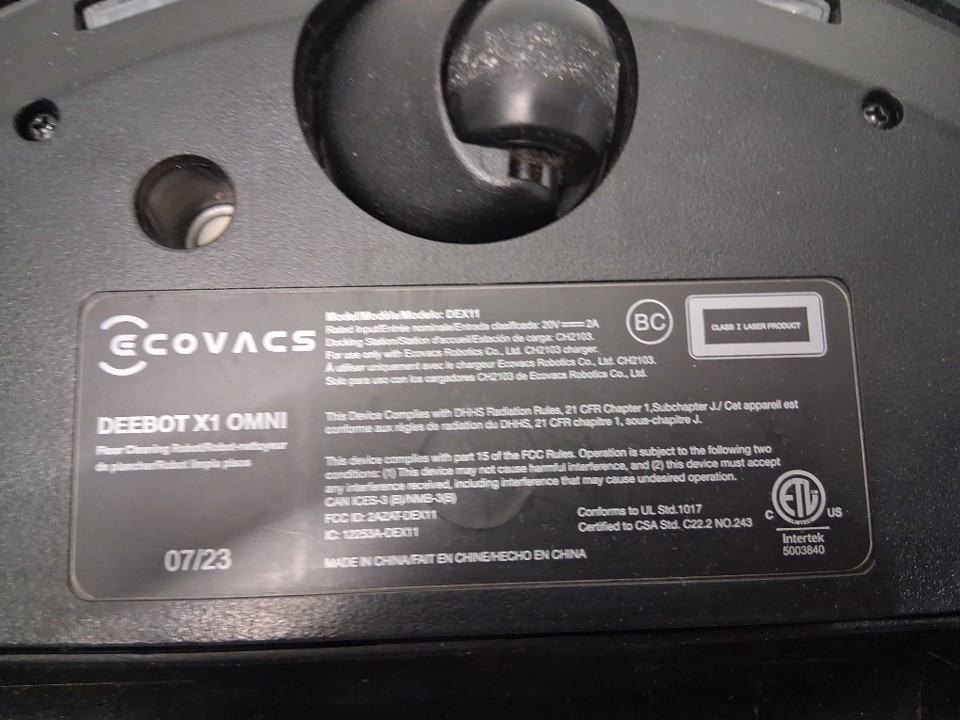 ECOVACS
DEEBOT X1 OMNI
Floor Cleaning Robot/Robot nettoyeur
de plancher/Robot limpia pisos
07/23
Model/Modèle/Modelo: DEX11
Rated Input/Entrée nominale/Entrada clasificada: 20V⎓2A
Docking Station/Station d'accueil/Estación de carga: CH2103.
For use only with Ecovacs Robotics Co., Ltd. CH2103 charger.
À utiliser uniquement avec le chargeur Ecovacs Robotics Co., Ltd. CH2103.
Solo para uso con los cargadores CH2103 de Ecovacs Robotics Co., Ltd.
BC
CLASS I LASER PRODUCT
This Device Complies with DHHS Radiation Rules, 21 CFR Chapter 1,Subchapter J./ Cet appareil est
conforme aux règles de radiation du DHHS, 21 CFR chapitre 1, sous-chapitre J.
This device complies with part 15 of the FCC Rules. Operation is subject to the following two
conditions: (1) This device may not cause harmful interference, and (2) this device must accept
any interference received, including interference that may cause undesired operation.
CAN ICES-3 (B)/NMB-3(B)
FCC ID: 2AZAT-DEX11
IC: 12253A-DEX11
Conforms to UL Std.1017
Certified to CSA Std. C22.2 NO.243
MADE IN CHINA/FAIT EN CHINE/HECHO EN CHINA
C ETL US
Intertek
5003840